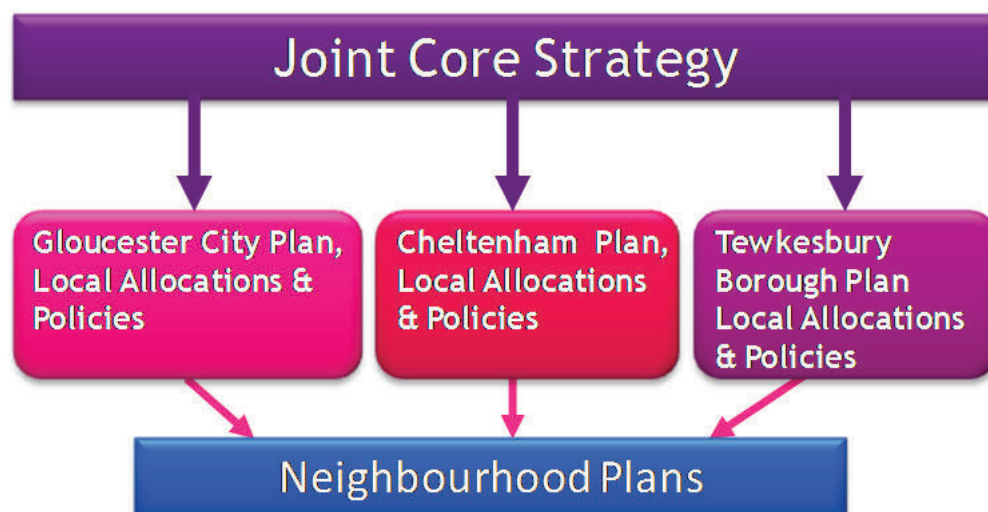 Joint Core Strategy
Gloucester City Plan,
Local Allocations &
Policies
Cheltenham Plan,
Local Allocations
& Policies
Tewkesbury
Borough Plan
Local Allocations
& Policies
Neighbourhood Plans